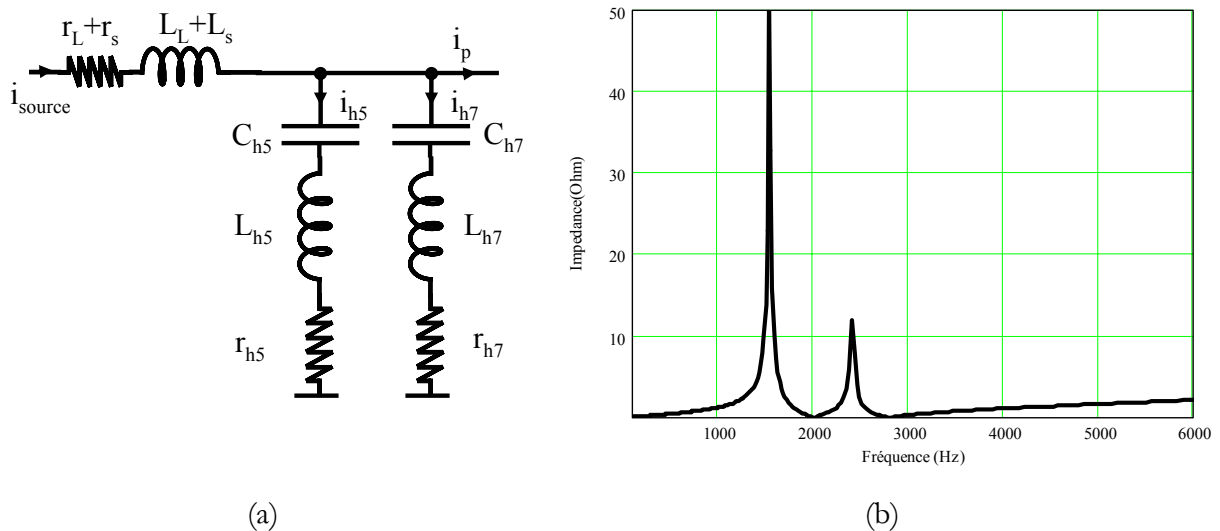 r_L+r_s
L_L+L_s
i_source
i_p
i_h5
i_h7
C_h5
C_h7
L_h5
L_h7
r_h5
r_h7
(a)
Impedance(Ohm)
50
40
30
20
10
1000 2000 3000 4000 5000 6000
Fréquence (Hz)
(b)